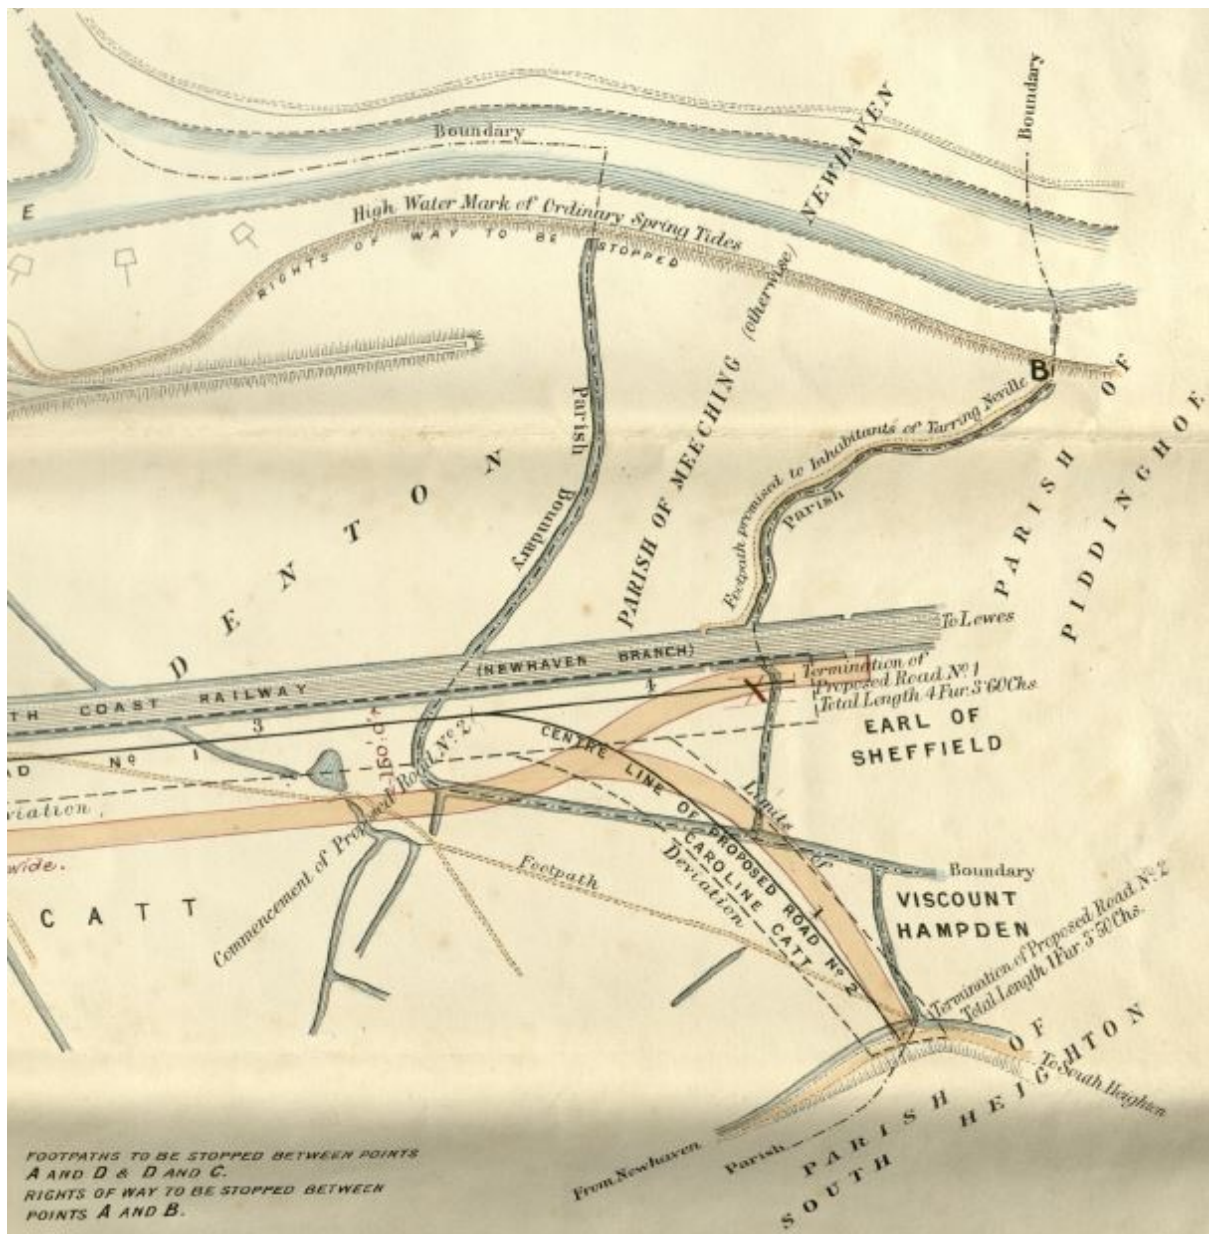 Boundary
Boundary
E
High Water Mark of Ordinary Spring Tides
RIGHTS OF WAY TO BE STOPPED
NEWHAVEN
(otherwise)
PARISH OF MEECHING
B
Footpath promised to Inhabitants of Tarring Neville
Parish
Parish
Boundary
PARISH OF
PIDDINGHOE
DENTON
To Lewes
TH COAST RAILWAY
(NEWHAVEN BRANCH)
Termination of
Proposed Road No. 1
Total Length 4 Fur. 3·60 Chs.
EARL OF
SHEFFIELD
3
4
AD No 1
viation
wide.
CATT
Commencement of Proposed Road No. 2
Footpath
CENTRE LINE OF PROPOSED ROAD No. 2
CAROLINE CATT
1
Limits of
Deviation
Boundary
VISCOUNT
HAMPDEN
Termination of Proposed Road No. 2
Total Length 1 Fur. 3·50 Chs.
To South Heighton
From Newhaven
Parish
PARISH OF
SOUTH HEIGHTON
FOOTPATHS TO BE STOPPED BETWEEN POINTS
A AND D & D AND C.
RIGHTS OF WAY TO BE STOPPED BETWEEN
POINTS A AND B.